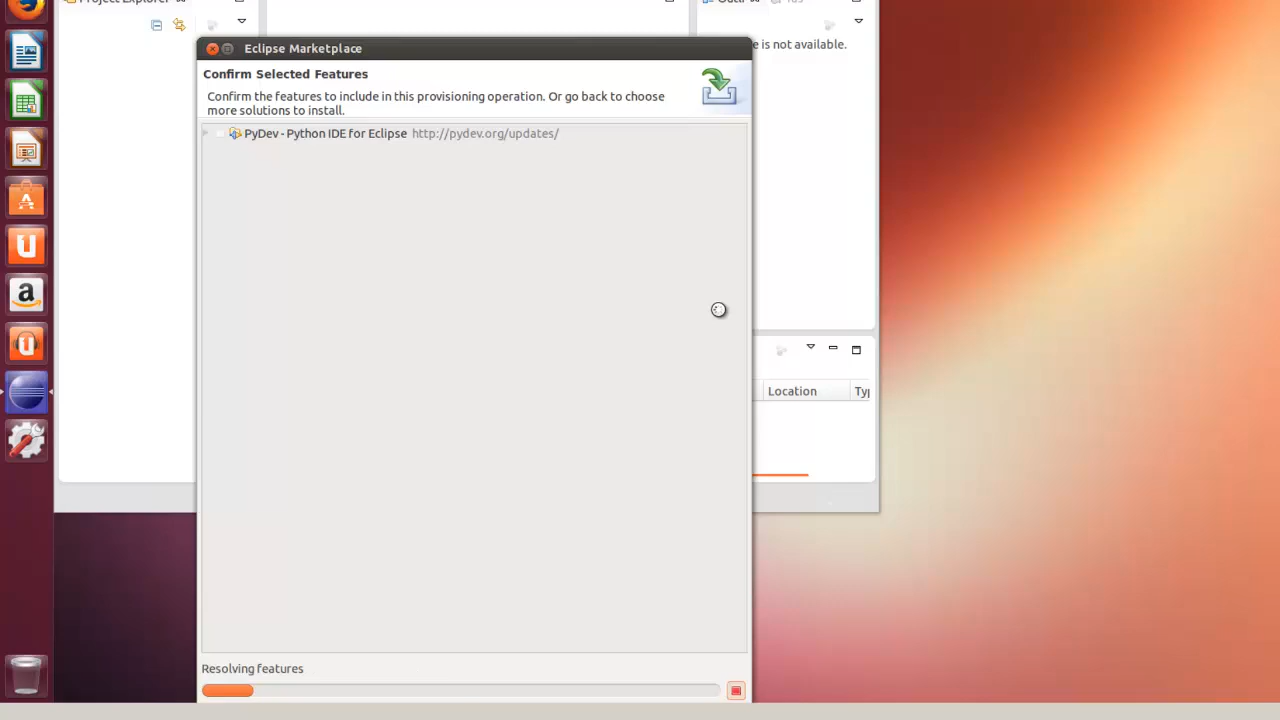 Project Explorer
Eclipse Marketplace
e is not available.
Confirm Selected Features
Confirm the features to include in this provisioning operation. Or go back to choose
more solutions to install.
PyDev - Python IDE for Eclipse http://pydev.org/updates/
Location
Resolving features